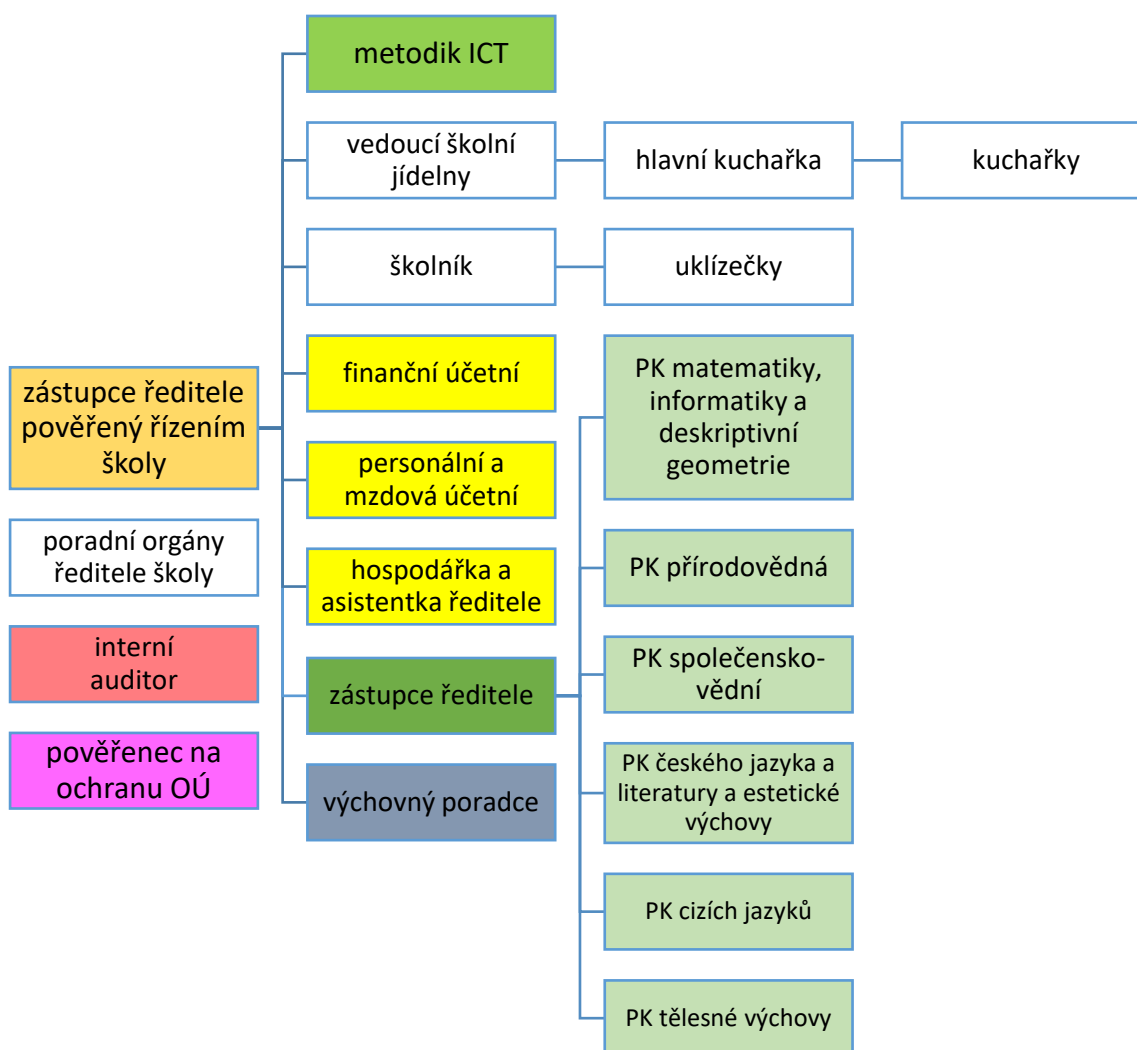 metodik ICT
vedoucí školní
jídelny
hlavní kuchařka
kuchařky
školník
uklízečky
zástupce ředitele
pověřený řízením
školy
finanční účetní
PK matematiky,
informatiky a
deskriptivní
geometrie
personální a
mzdová účetní
poradní orgány
ředitele školy
hospodářka a
asistentka ředitele
PK přírodovědná
interní
auditor
zástupce ředitele
PK společensko-
vědní
pověřenec na
ochranu OÚ
výchovný poradce
PK českého jazyka a
literatury a estetické
výchovy
PK cizích jazyků
PK tělesné výchovy